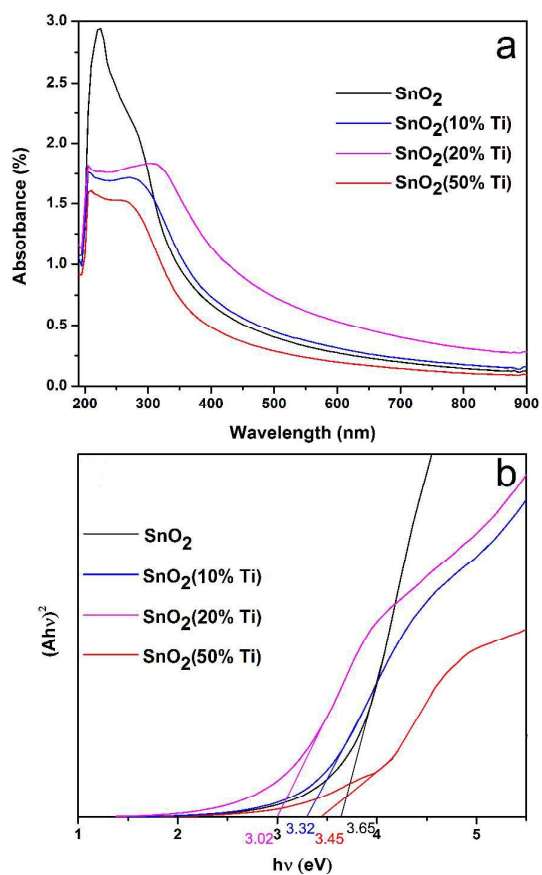 a
SnO₂
SnO₂(10% Ti)
SnO₂(20% Ti)
SnO₂(50% Ti)
Absorbance (%)
3.0
2.5
2.0
1.5
1.0
0.5
0.0
200 300 400 500 600 700 800 900
Wavelength (nm)
b
SnO₂
SnO₂(10% Ti)
SnO₂(20% Ti)
SnO₂(50% Ti)
(Ahν)²
3.02 3.32 3.45 3.65
1 2 3 4 5
hν (eV)